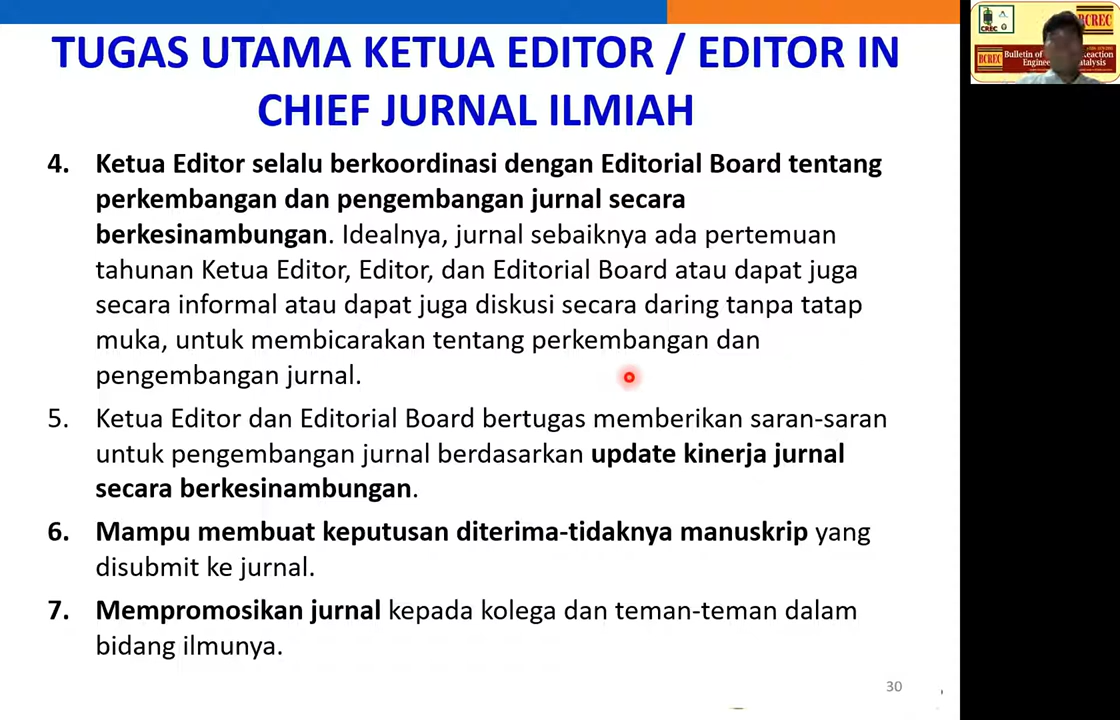 TUGAS UTAMA KETUA EDITOR / EDITOR IN
CHIEF JURNAL ILMIAH
4. Ketua Editor selalu berkoordinasi dengan Editorial Board tentang
perkembangan dan pengembangan jurnal secara
berkesinambungan. Idealnya, jurnal sebaiknya ada pertemuan
tahunan Ketua Editor, Editor, dan Editorial Board atau dapat juga
secara informal atau dapat juga diskusi secara daring tanpa tatap
muka, untuk membicarakan tentang perkembangan dan
pengembangan jurnal.
5. Ketua Editor dan Editorial Board bertugas memberikan saran-saran
untuk pengembangan jurnal berdasarkan update kinerja jurnal
secara berkesinambungan.
6. Mampu membuat keputusan diterima-tidaknya manuskrip yang
disubmit ke jurnal.
7. Mempromosikan jurnal kepada kolega dan teman-teman dalam
bidang ilmunya.
30
CREC
BCREC
BCREC
Bulletin of